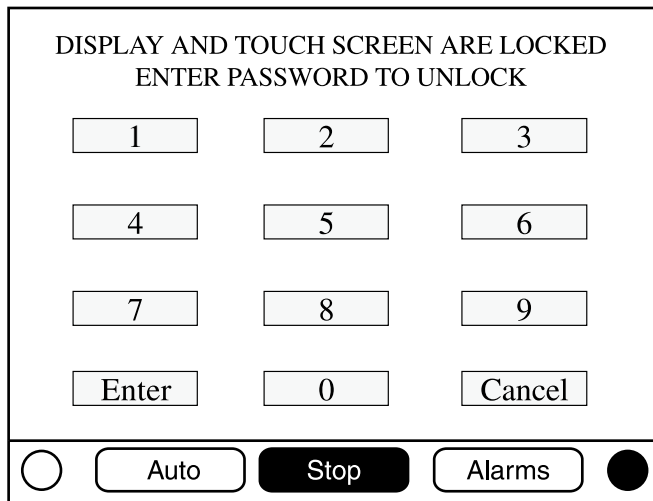 DISPLAY AND TOUCH SCREEN ARE LOCKED
ENTER PASSWORD TO UNLOCK
1 2 3
4 5 6
7 8 9
Enter 0 Cancel
Auto Stop Alarms